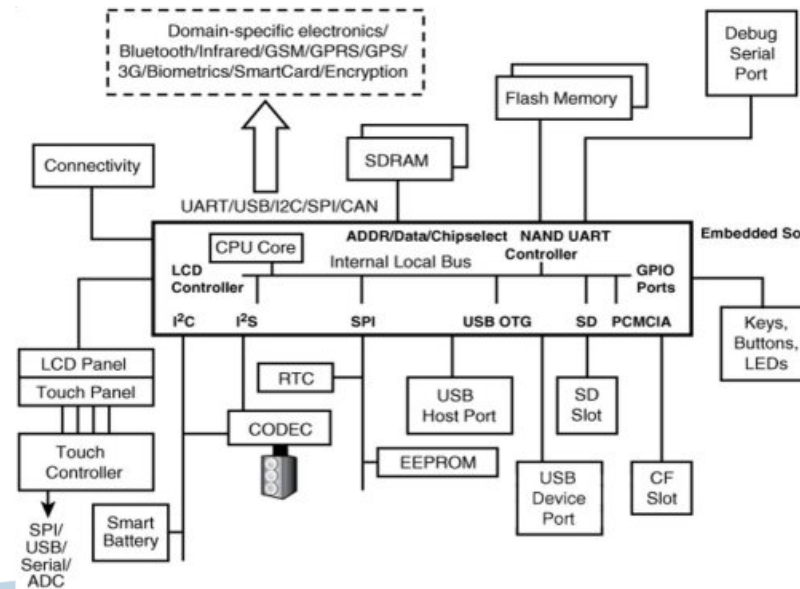 Domain-specific electronics/
Bluetooth/Infrared/GSM/GPRS/GPS/
3G/Biometrics/SmartCard/Encryption
Debug
Serial
Port
Flash Memory
SDRAM
Connectivity
UART/USB/I2C/SPI/CAN
ADDR/Data/Chipselect NAND UART
Controller
Embedded So
CPU Core
Internal Local Bus
LCD
Controller
GPIO
Ports
I²C I²S SPI USB OTG SD PCMCIA
Keys,
Buttons,
LEDs
LCD Panel
Touch Panel
RTC
USB
Host Port
SD
Slot
CODEC
Touch
Controller
EEPROM
USB
Device
Port
CF
Slot
Smart
Battery
SPI/
USB/
Serial/
ADC